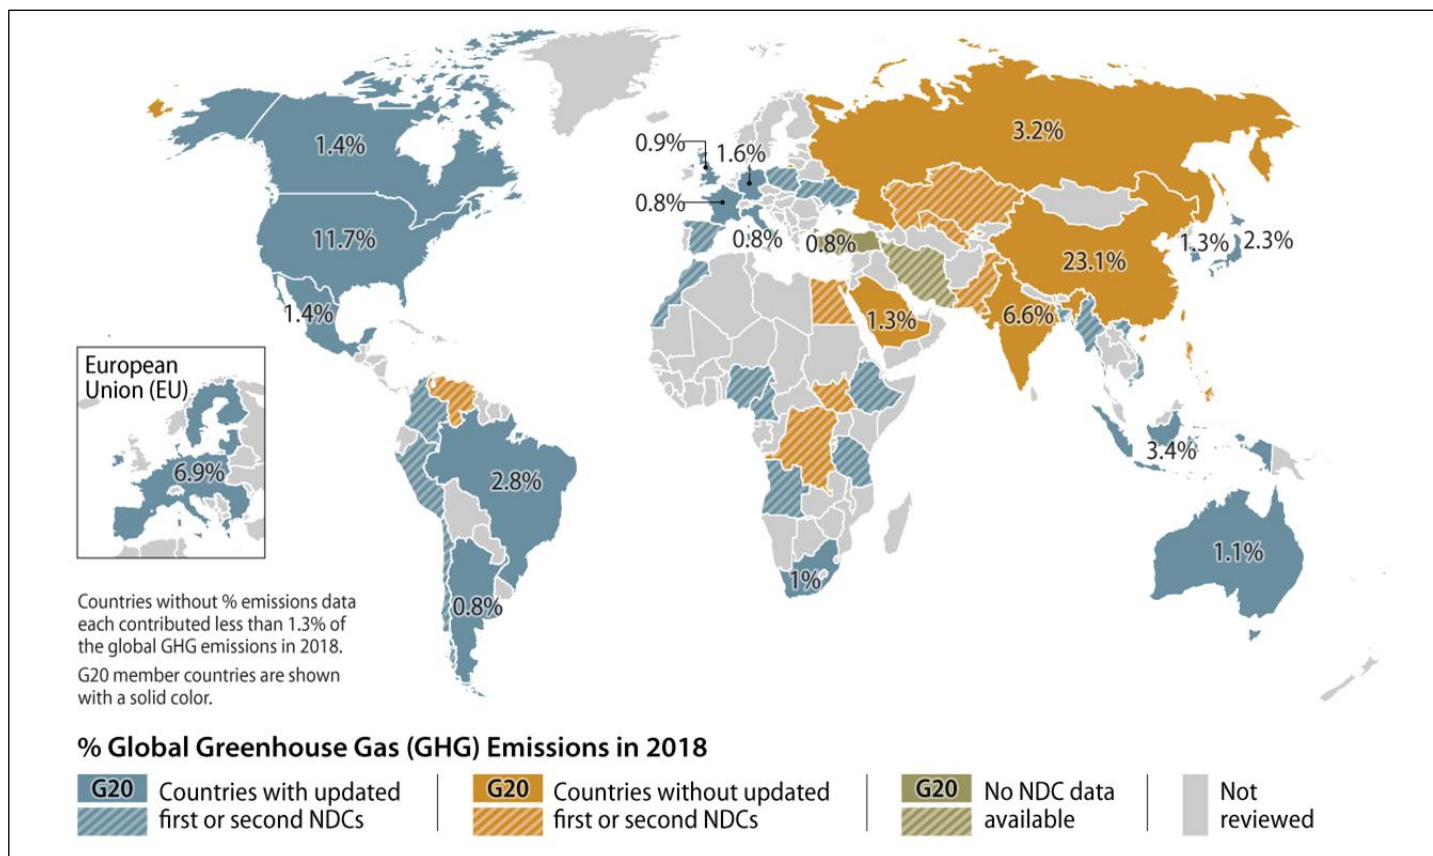 1.4%
3.2%
0.9%
1.6%
0.8%
11.7%
0.8%
0.8%
1.3%
2.3%
23.1%
1.4%
1.3%
6.6%
European
Union (EU)
6.9%
3.4%
2.8%
1.1%
1%
0.8%
Countries without % emissions data
each contributed less than 1.3% of
the global GHG emissions in 2018.
G20 member countries are shown
with a solid color.
% Global Greenhouse Gas (GHG) Emissions in 2018
G20 Countries with updated
first or second NDCs
G20 Countries without updated
first or second NDCs
G20 No NDC data
available
Not
reviewed